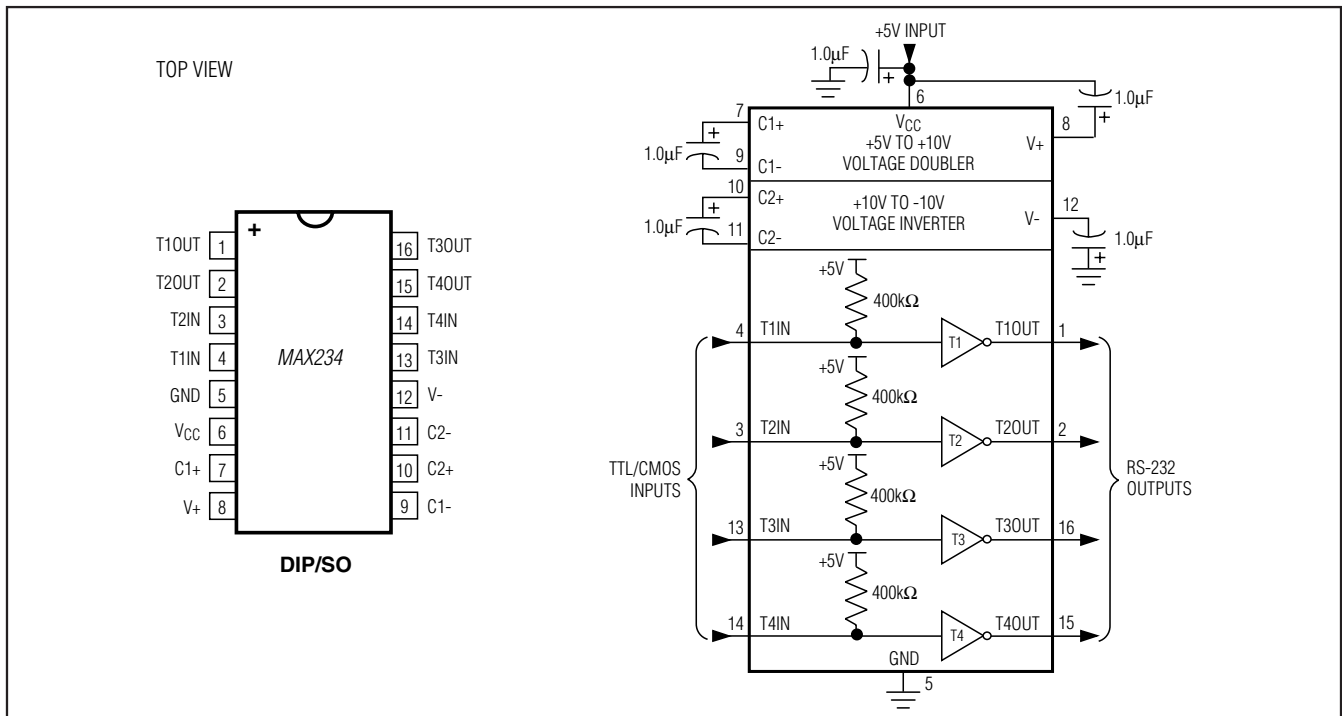 TOP VIEW
+
MAX234
T1OUT 1
T2OUT 2
T2IN 3
T1IN 4
GND 5
VCC 6
C1+ 7
V+ 8
16 T3OUT
15 T4OUT
14 T4IN
13 T3IN
12 V-
11 C2-
10 C2+
9 C1-
DIP/SO
+5V INPUT
1.0μF
+
6
1.0μF
+
7
C1+
VCC
+5V TO +10V
VOLTAGE DOUBLER
V+
8
+
1.0μF
9
C1-
10
C2+
+10V TO -10V
VOLTAGE INVERTER
V-
12
+
1.0μF
11
C2-
1.0μF
+
+5V
400kΩ
4 T1IN T1 T1OUT 1
+5V
400kΩ
3 T2IN T2 T2OUT 2
+5V
TTL/CMOS
INPUTS
RS-232
OUTPUTS
400kΩ
13 T3IN T3 T3OUT 16
+5V
400kΩ
14 T4IN T4 T4OUT 15
GND
5